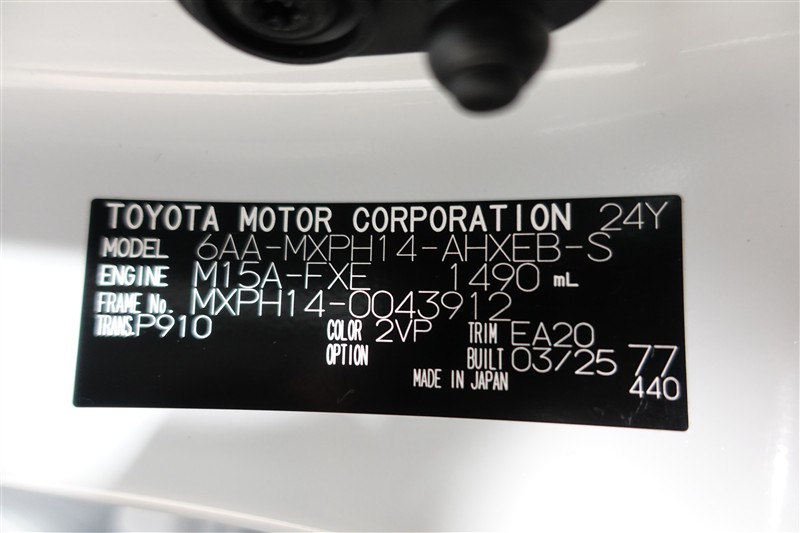 TOYOTA MOTOR CORPORATION 24Y
MODEL 6AA-MXPH14-AHXEB-S
ENGINE M15A-FXE 1490 mL
FRAME No. MXPH14-0043912
TRANS. P910 COLOR 2VP TRIM EA20
OPTION BUILT 03/25 77
MADE IN JAPAN 440